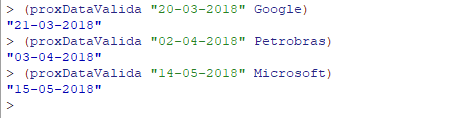 > (proxDataValida "20-03-2018" Google)
"21-03-2018"
> (proxDataValida "02-04-2018" Petrobras)
"03-04-2018"
> (proxDataValida "14-05-2018" Microsoft)
"15-05-2018"
>